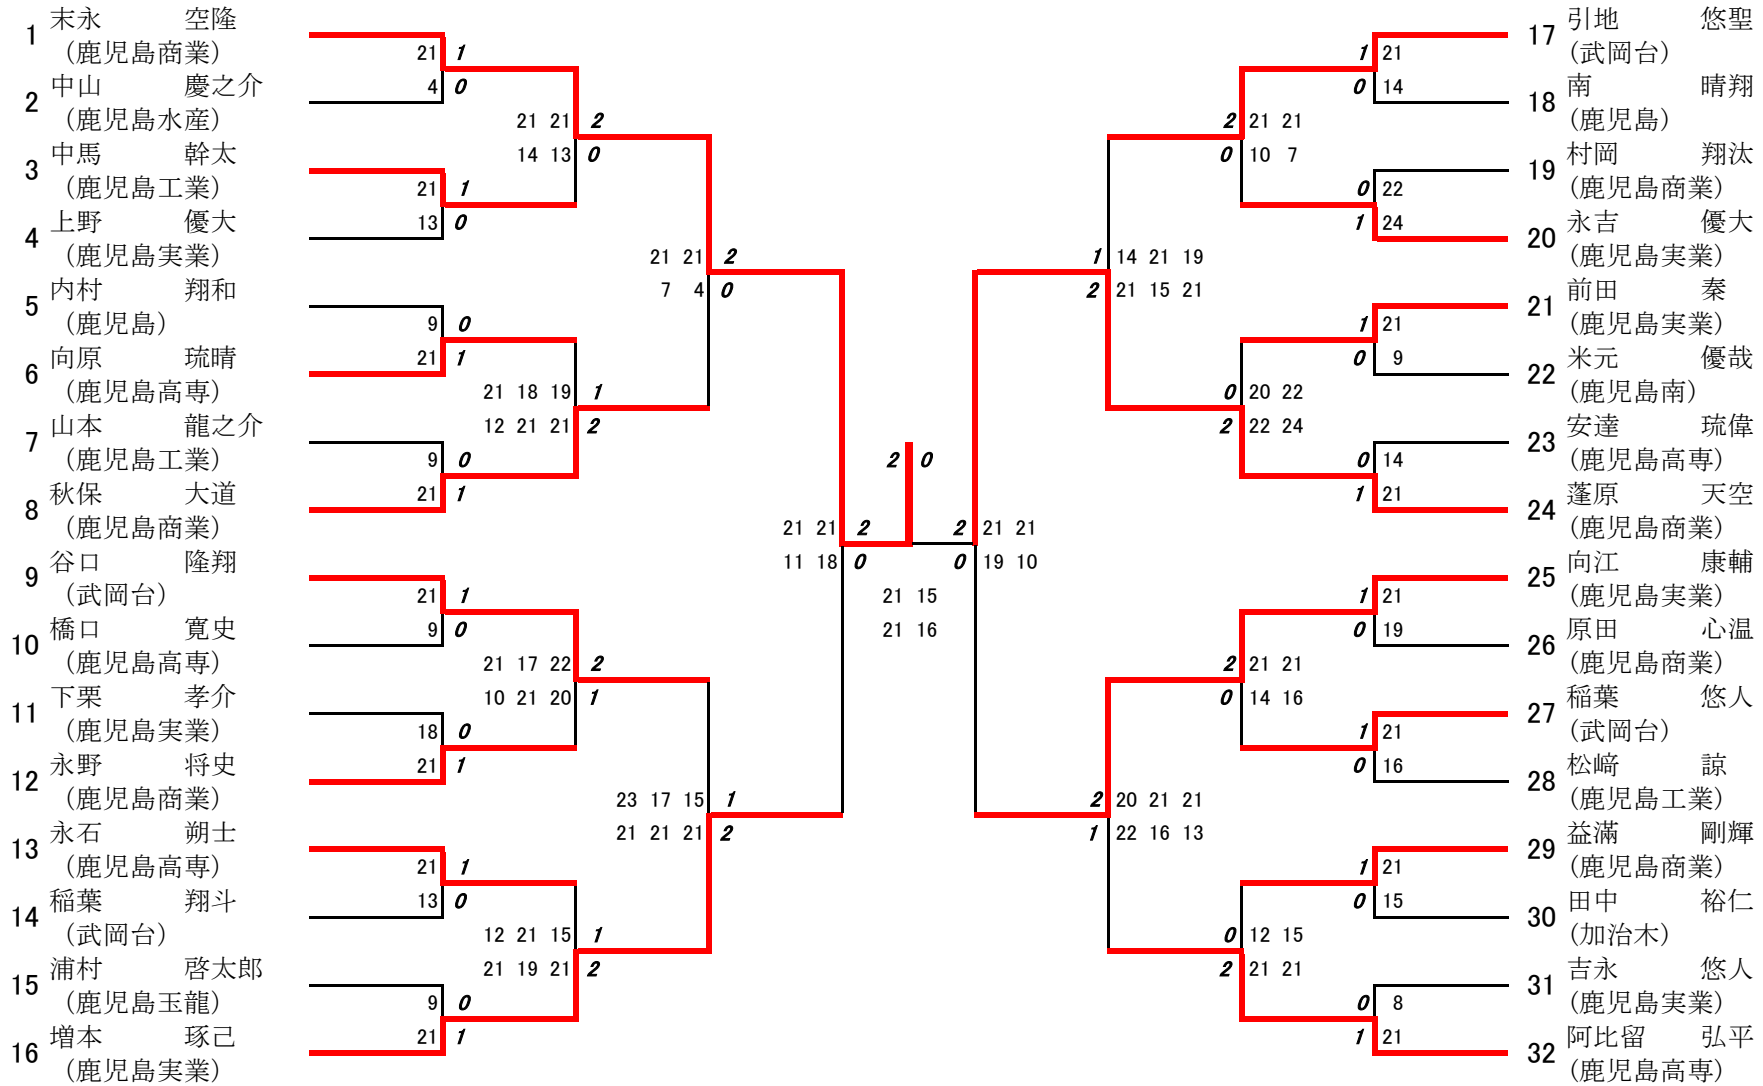 1 末永 空隆
(鹿児島商業)
2 中山 慶之介
(鹿児島水産)
3 中馬 幹太
(鹿児島工業)
4 上野 優大
(鹿児島実業)
5 内村 翔和
(鹿児島)
6 向原 琉晴
(鹿児島高専)
7 山本 龍之介
(鹿児島工業)
8 秋保 大道
(鹿児島商業)
9 谷口 隆翔
(武岡台)
10 橋口 寛史
(鹿児島高専)
11 下栗 孝介
(鹿児島実業)
12 永野 将史
(鹿児島商業)
13 永石 朔士
(鹿児島高専)
14 稲葉 翔斗
(武岡台)
15 浦村 啓太郎
(鹿児島玉龍)
16 増本 琢己
(鹿児島実業)
21 1
4 0
21 1
13 0
9 0
21 1
9 0
21 1
21 1
9 0
18 0
21 1
21 1
13 0
9 0
21 1
21 21 2
14 13 0
21 18 19 1
12 21 21 2
21 17 22 2
10 21 20 1
12 21 15 1
21 19 21 2
21 21 2
7 4 0
23 17 15 1
21 21 21 2
21 21 2
11 18 0
2 0
21 15
21 16
2 21 21
0 19 10
1 14 21 19
2 21 15 21
2 20 21 21
1 22 16 13
2 21 21
0 10 7
0 20 22
2 22 24
2 21 21
0 14 16
0 12 15
2 21 21
1 21
0 14
0 22
1 24
1 21
0 9
0 14
1 21
1 21
0 19
1 21
0 16
1 21
0 15
0 8
1 21
17 引地 悠聖
(武岡台)
18 南 晴翔
(鹿児島)
19 村岡 翔汰
(鹿児島商業)
20 永吉 優大
(鹿児島実業)
21 前田 秦
(鹿児島実業)
22 米元 優哉
(鹿児島南)
23 安達 琉偉
(鹿児島高専)
24 蓬原 天空
(鹿児島商業)
25 向江 康輔
(鹿児島実業)
26 原田 心温
(鹿児島商業)
27 稲葉 悠人
(武岡台)
28 松﨑 諒
(鹿児島工業)
29 益滿 剛輝
(鹿児島商業)
30 田中 裕仁
(加治木)
31 吉永 悠人
(鹿児島実業)
32 阿比留 弘平
(鹿児島高専)